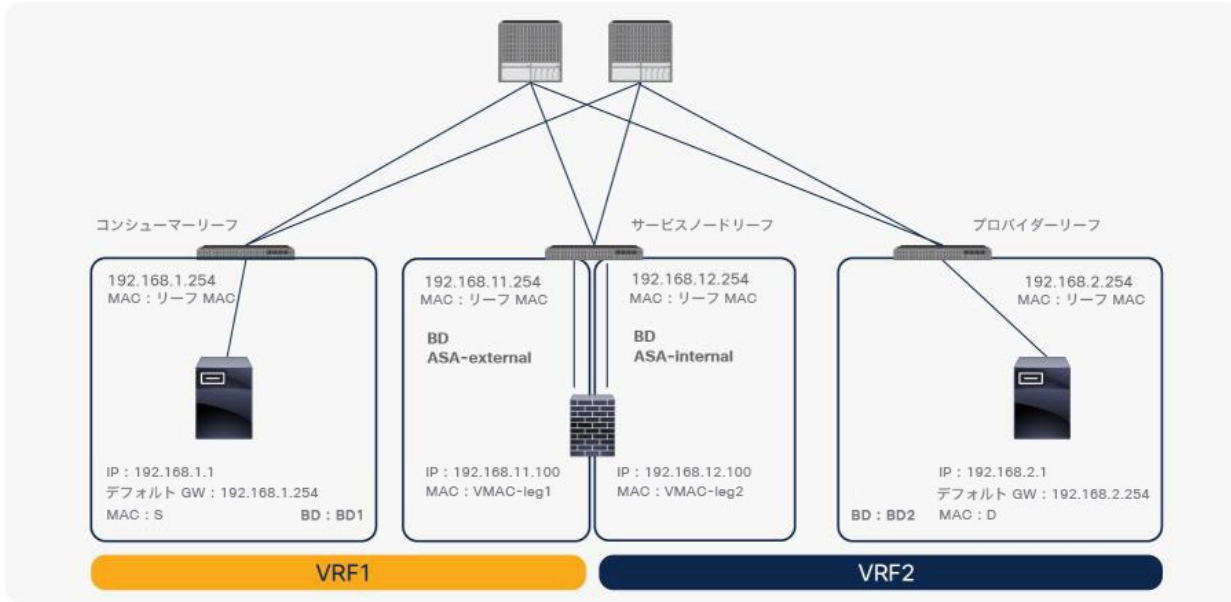 コンシューマーリーフ
サービスノードリーフ
プロバイダーリーフ
192.168.1.254
MAC：リーフ MAC
192.168.11.254
MAC：リーフ MAC
192.168.12.254
MAC：リーフ MAC
192.168.2.254
MAC：リーフ MAC
BD
ASA-external
BD
ASA-internal
IP：192.168.1.1
デフォルト GW：192.168.1.254
MAC：S
BD：BD1
IP：192.168.11.100
MAC：VMAC-leg1
IP：192.168.12.100
MAC：VMAC-leg2
IP：192.168.2.1
デフォルト GW：192.168.2.254
BD：BD2
MAC：D
VRF1
VRF2